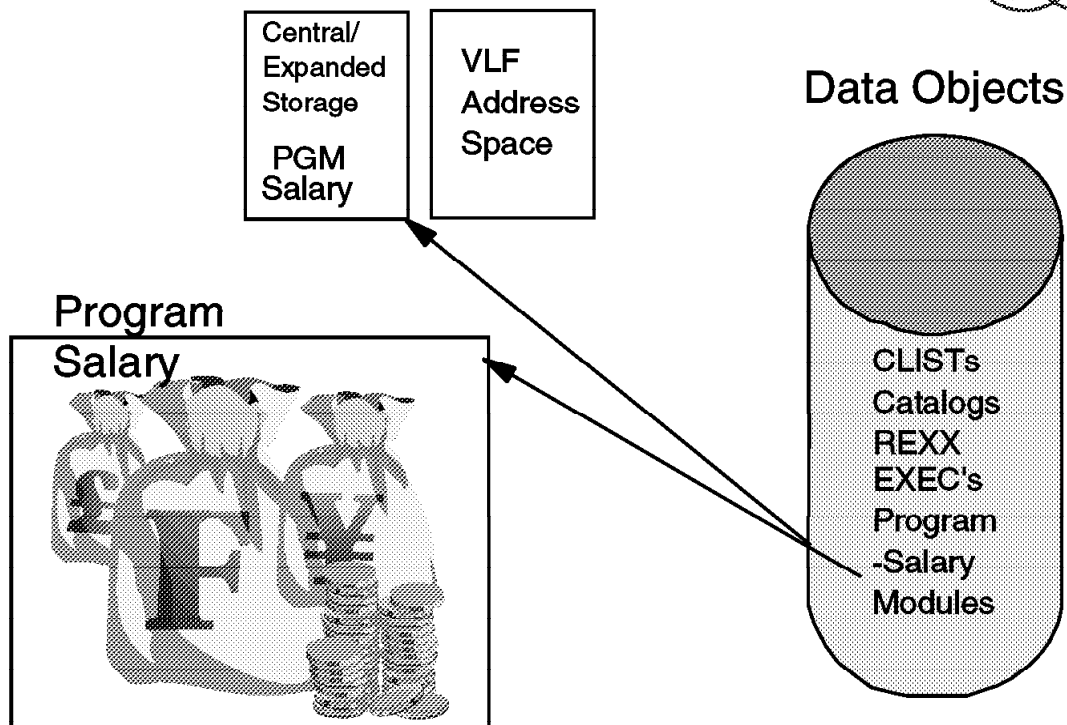 Central/
Expanded
Storage
PGM
Salary
VLF
Address
Space
Data Objects
Program
Salary
£
F
¥
CLISTs
Catalogs
REXX
EXEC's
Program
-Salary
Modules